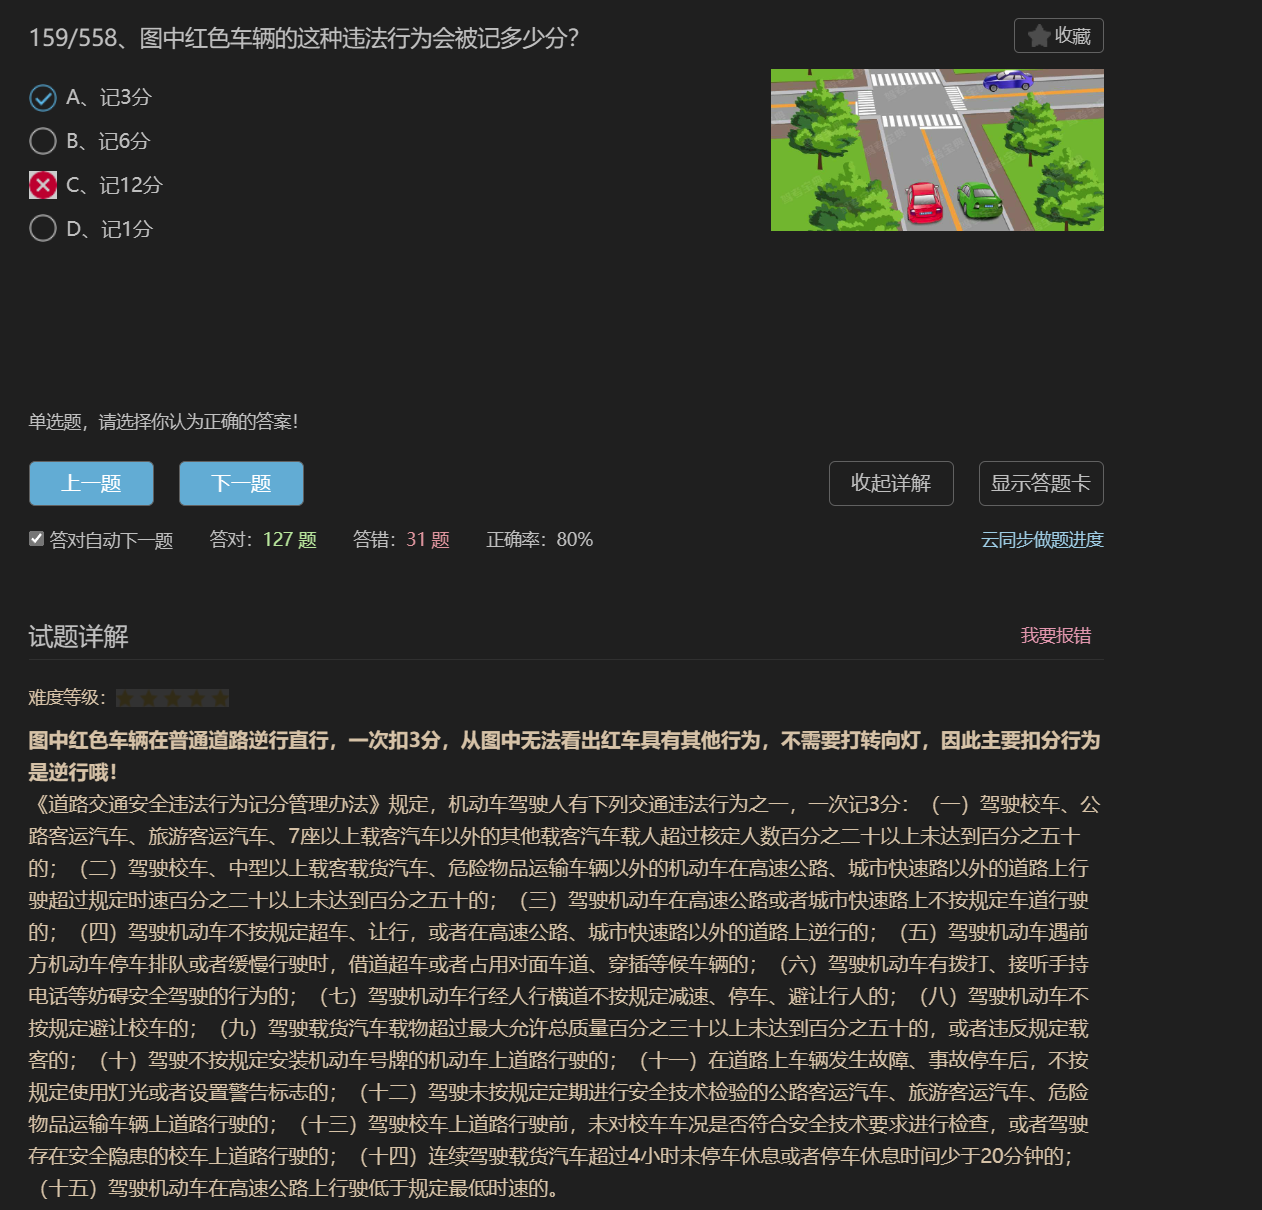 159/558、图中红色车辆的这种违法行为会被记多少分?
收藏
A、记3分
B、记6分
C、记12分
D、记1分
单选题，请选择你认为正确的答案!
上一题
下一题
收起详解
显示答题卡
答对自动下一题 答对：127 题 答错：31 题 正确率：80%
云同步做题进度
试题详解
我要报错
难度等级：
图中红色车辆在普通道路逆行直行，一次扣3分，从图中无法看出红车具有其他行为，不需要打转向灯，因此主要扣分行为
是逆行哦！
《道路交通安全违法行为记分管理办法》规定，机动车驾驶人有下列交通违法行为之一，一次记3分：（一）驾驶校车、公
路客运汽车、旅游客运汽车、7座以上载客汽车以外的其他载客汽车载人超过核定人数百分之二十以上未达到百分之五十
的；（二）驾驶校车、中型以上载客载货汽车、危险物品运输车辆以外的机动车在高速公路、城市快速路以外的道路上行
驶超过规定时速百分之二十以上未达到百分之五十的；（三）驾驶机动车在高速公路或者城市快速路上不按规定车道行驶
的；（四）驾驶机动车不按规定超车、让行，或者在高速公路、城市快速路以外的道路上逆行的；（五）驾驶机动车遇前
方机动车停车排队或者缓慢行驶时，借道超车或者占用对面车道、穿插等候车辆的；（六）驾驶机动车有拨打、接听手持
电话等妨碍安全驾驶的行为的；（七）驾驶机动车行经人行横道不按规定减速、停车、避让行人的；（八）驾驶机动车不
按规定避让校车的；（九）驾驶载货汽车载物超过最大允许总质量百分之三十以上未达到百分之五十的，或者违反规定载
客的；（十）驾驶不按规定安装机动车号牌的机动车上道路行驶的；（十一）在道路上车辆发生故障、事故停车后，不按
规定使用灯光或者设置警告标志的；（十二）驾驶未按规定定期进行安全技术检验的公路客运汽车、旅游客运汽车、危险
物品运输车辆上道路行驶的；（十三）驾驶校车上道路行驶前，未对校车车况是否符合安全技术要求进行检查，或者驾驶
存在安全隐患的校车上道路行驶的；（十四）连续驾驶载货汽车超过4小时未停车休息或者停车休息时间少于20分钟的；
（十五）驾驶机动车在高速公路上行驶低于规定最低时速的。